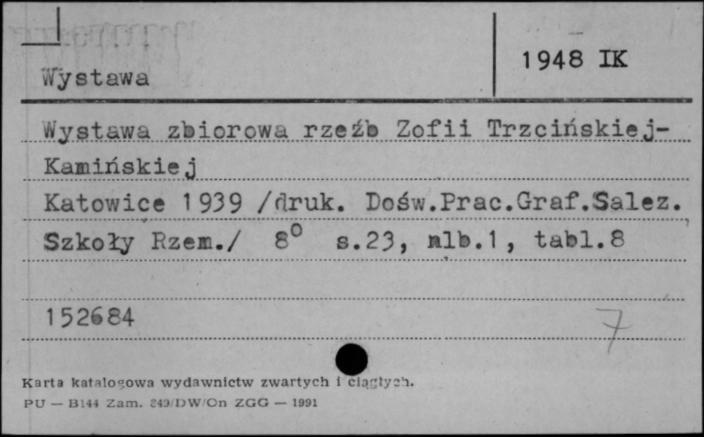 Wystawa
1948 IK
Wystawa zbiorowa rzeźb Zofii Trzcińskiej-
Kamińskiej
Katowice 1939 /druk. Dośw.Prac.Graf.Salez.
Szkoły Rzem./ 8° s.23, nlb.1, tabl.8
152684
7
Karta katalogowa wydawnictw zwartych i ciągłych.
PU — B144 Zam. 849/DW/On ZGG — 1991